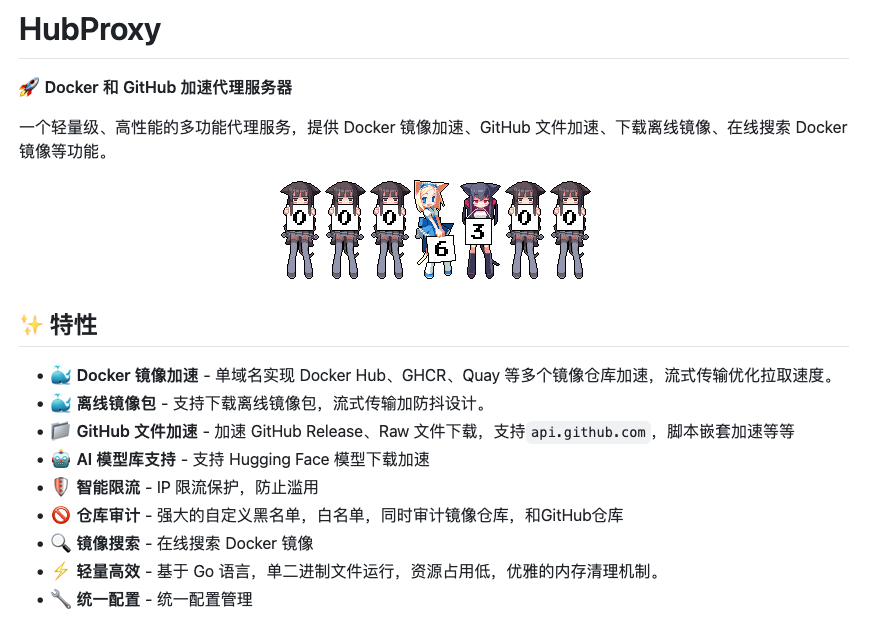 HubProxy
🚀 Docker 和 GitHub 加速代理服务器
一个轻量级、高性能的多功能代理服务，提供 Docker 镜像加速、GitHub 文件加速、下载离线镜像、在线搜索 Docker
镜像等功能。
0 0 0 6 3 0 0
✨ 特性
• 🐳 Docker 镜像加速 - 单域名实现 Docker Hub、GHCR、Quay 等多个镜像仓库加速，流式传输优化拉取速度。
• 🐳 离线镜像包 - 支持下载离线镜像包，流式传输加防抖设计。
• 📁 GitHub 文件加速 - 加速 GitHub Release、Raw 文件下载，支持 api.github.com ，脚本嵌套加速等等
• 🤖 AI 模型库支持 - 支持 Hugging Face 模型下载加速
• 🛡️ 智能限流 - IP 限流保护，防止滥用
• 🚫 仓库审计 - 强大的自定义黑名单，白名单，同时审计镜像仓库，和GitHub仓库
• 🔍 镜像搜索 - 在线搜索 Docker 镜像
• ⚡ 轻量高效 - 基于 Go 语言，单二进制文件运行，资源占用低，优雅的内存清理机制。
• 🔧 统一配置 - 统一配置管理